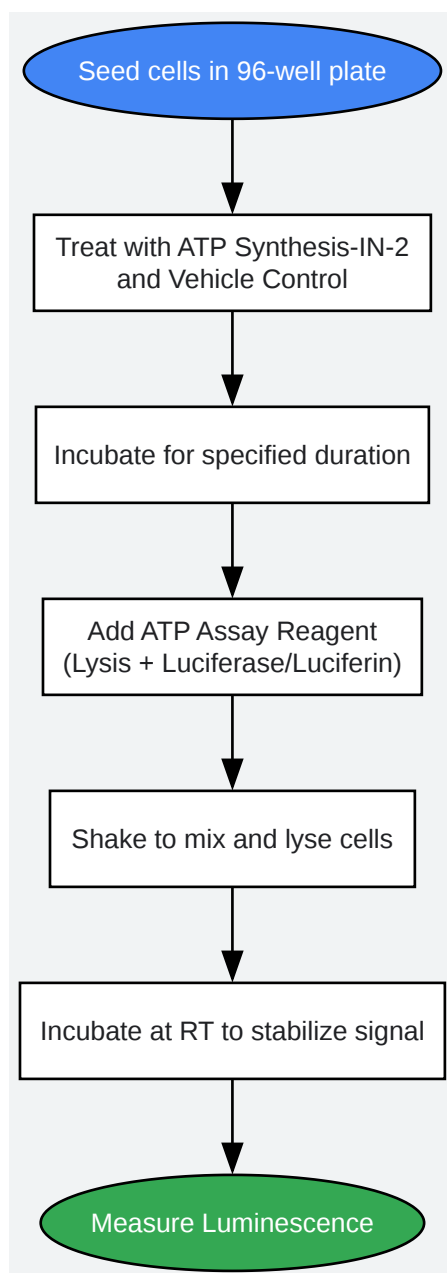 Seed cells in 96-well plate
Treat with ATP Synthesis-IN-2
and Vehicle Control
Incubate for specified duration
Add ATP Assay Reagent
(Lysis + Luciferase/Luciferin)
Shake to mix and lyse cells
Incubate at RT to stabilize signal
Measure Luminescence